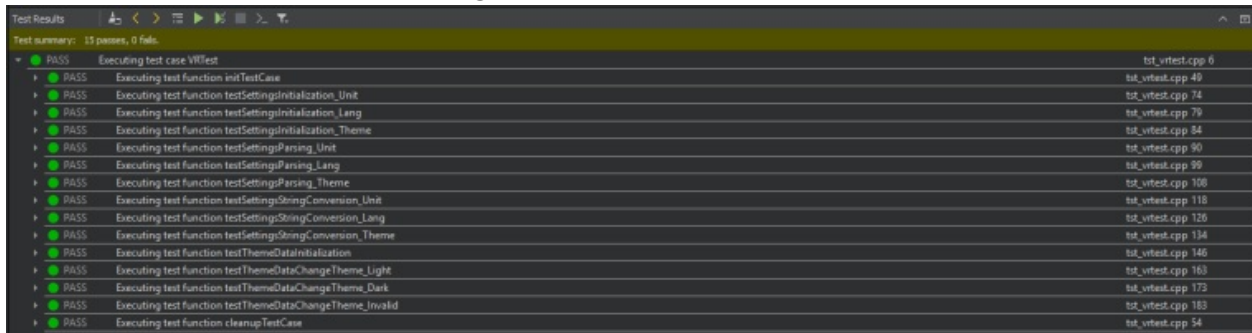 Test Results
Test summary: 15 passes, 0 fails.
PASS Executing test case VRTest tst_vrtest.cpp 6
PASS Executing test function initTestCase tst_vrtest.cpp 49
PASS Executing test function testSettingsInitialization_Unit tst_vrtest.cpp 74
PASS Executing test function testSettingsInitialization_Lang tst_vrtest.cpp 79
PASS Executing test function testSettingsInitialization_Theme tst_vrtest.cpp 84
PASS Executing test function testSettingsParsing_Unit tst_vrtest.cpp 90
PASS Executing test function testSettingsParsing_Lang tst_vrtest.cpp 99
PASS Executing test function testSettingsParsing_Theme tst_vrtest.cpp 108
PASS Executing test function testSettingsStringConversion_Unit tst_vrtest.cpp 118
PASS Executing test function testSettingsStringConversion_Lang tst_vrtest.cpp 126
PASS Executing test function testSettingsStringConversion_Theme tst_vrtest.cpp 134
PASS Executing test function testThemeDataInitialization tst_vrtest.cpp 146
PASS Executing test function testThemeDataChangeTheme_Light tst_vrtest.cpp 163
PASS Executing test function testThemeDataChangeTheme_Dark tst_vrtest.cpp 173
PASS Executing test function testThemeDataChangeTheme_Invalid tst_vrtest.cpp 183
PASS Executing test function cleanupTestCase tst_vrtest.cpp 54